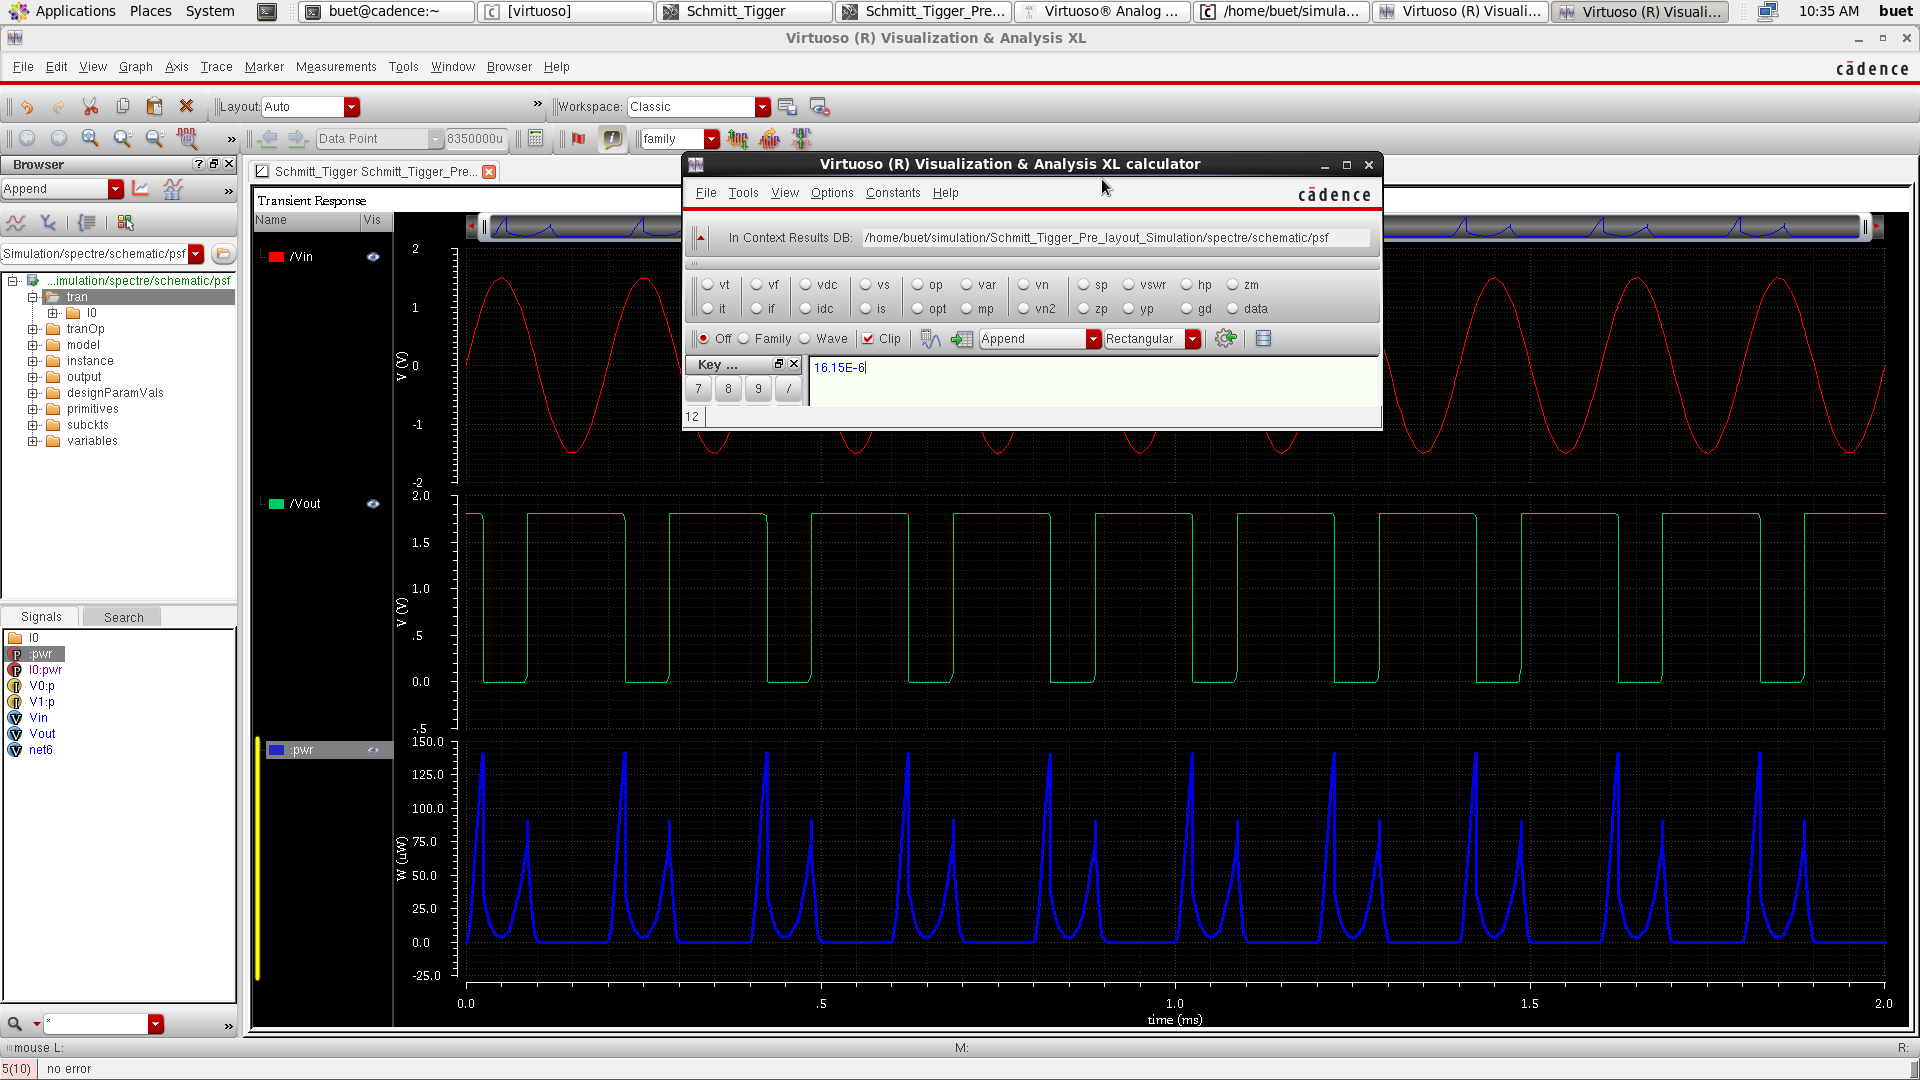 Applications Places System buet@cadence:~ [virtuoso] Schmitt_Tigger Schmitt_Tigger_Pre... Virtuoso® Analog ... /home/buet/simula... Virtuoso (R) Visuali... Virtuoso (R) Visuali... 10:35 AM buet
Virtuoso (R) Visualization & Analysis XL
File Edit View Graph Axis Trace Marker Measurements Tools Window Browser Help
cādence
Layout: Auto » Workspace: Classic
» Data Point 8350000u family
Browser
Append »
Simulation/spectre/schematic/psf
...imulation/spectre/schematic/psf
tran
I0
tranOp
model
instance
output
designParamVals
primitives
subckts
variables
Signals Search
I0
:pwr
I0:pwr
V0:p
V1:p
Vin
Vout
net6
* »
Schmitt_Tigger Schmitt_Tigger_Pre...
Transient Response
Name Vis
/Vin
/Vout
:pwr
V (V)
2
1
0
-1
-2
V (V)
2.0
1.5
1.0
.5
0.0
-.5
W (uW)
150.0
125.0
100.0
75.0
50.0
25.0
0.0
-25.0
0.0 .5 1.0 1.5 2.0
time (ms)
Virtuoso (R) Visualization & Analysis XL calculator
File Tools View Options Constants Help
cādence
In Context Results DB: /home/buet/simulation/Schmitt_Tigger_Pre_layout_Simulation/spectre/schematic/psf
vt vf vdc vs op var vn sp vswr hp zm
it if idc is opt mp vn2 zp yp gd data
Off Family Wave Clip Append Rectangular
Key ...
16.15E-6
7 8 9 /
12
mouse L: M: R:
5(10) no error